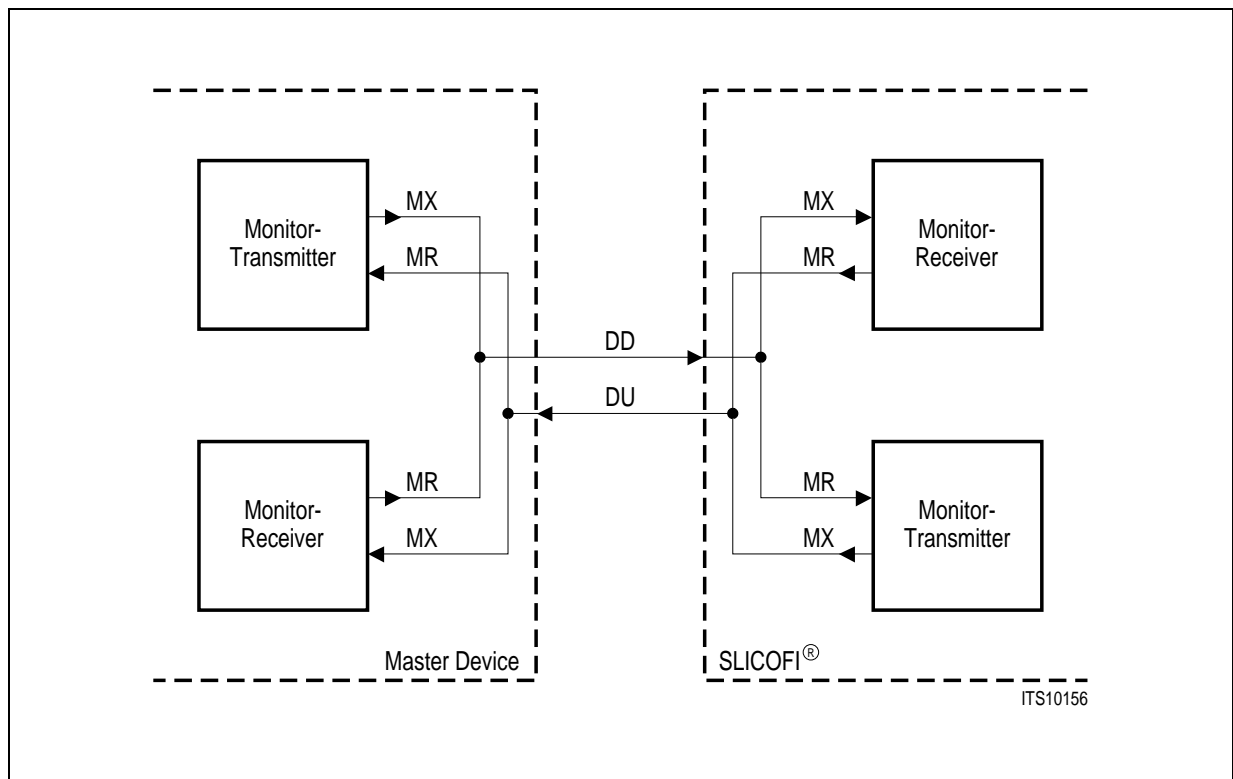 Monitor-
Transmitter
MX
MR
MX
MR
Monitor-
Receiver
DD
DU
Monitor-
Receiver
MR
MX
MR
MX
Monitor-
Transmitter
Master Device
SLICOFI®
ITS10156